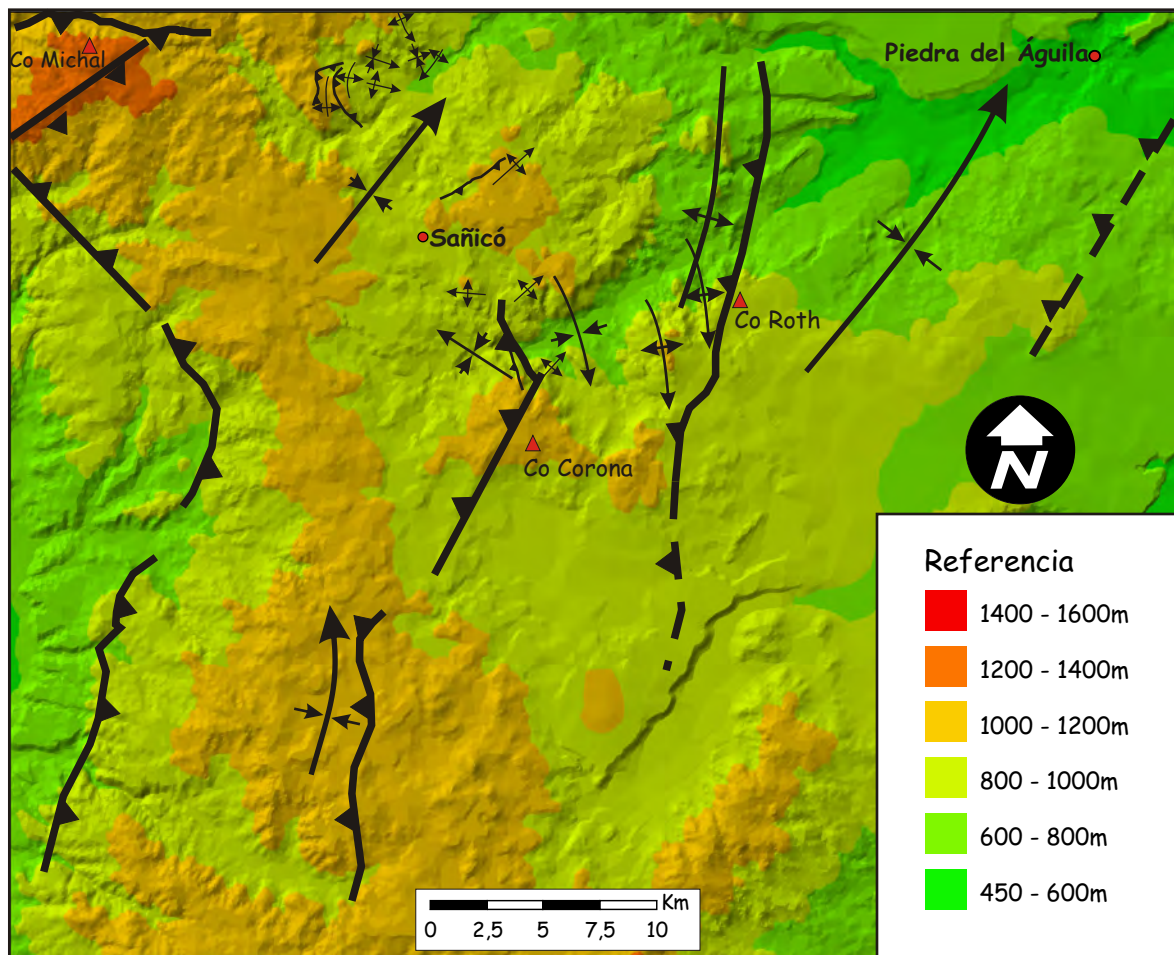 Co Michal
Piedra del Águila
Sañicó
Co Roth
Co Corona
N
Referencia
1400 - 1600m
1200 - 1400m
1000 - 1200m
800 - 1000m
600 - 800m
450 - 600m
Km
0 2,5 5 7,5 10